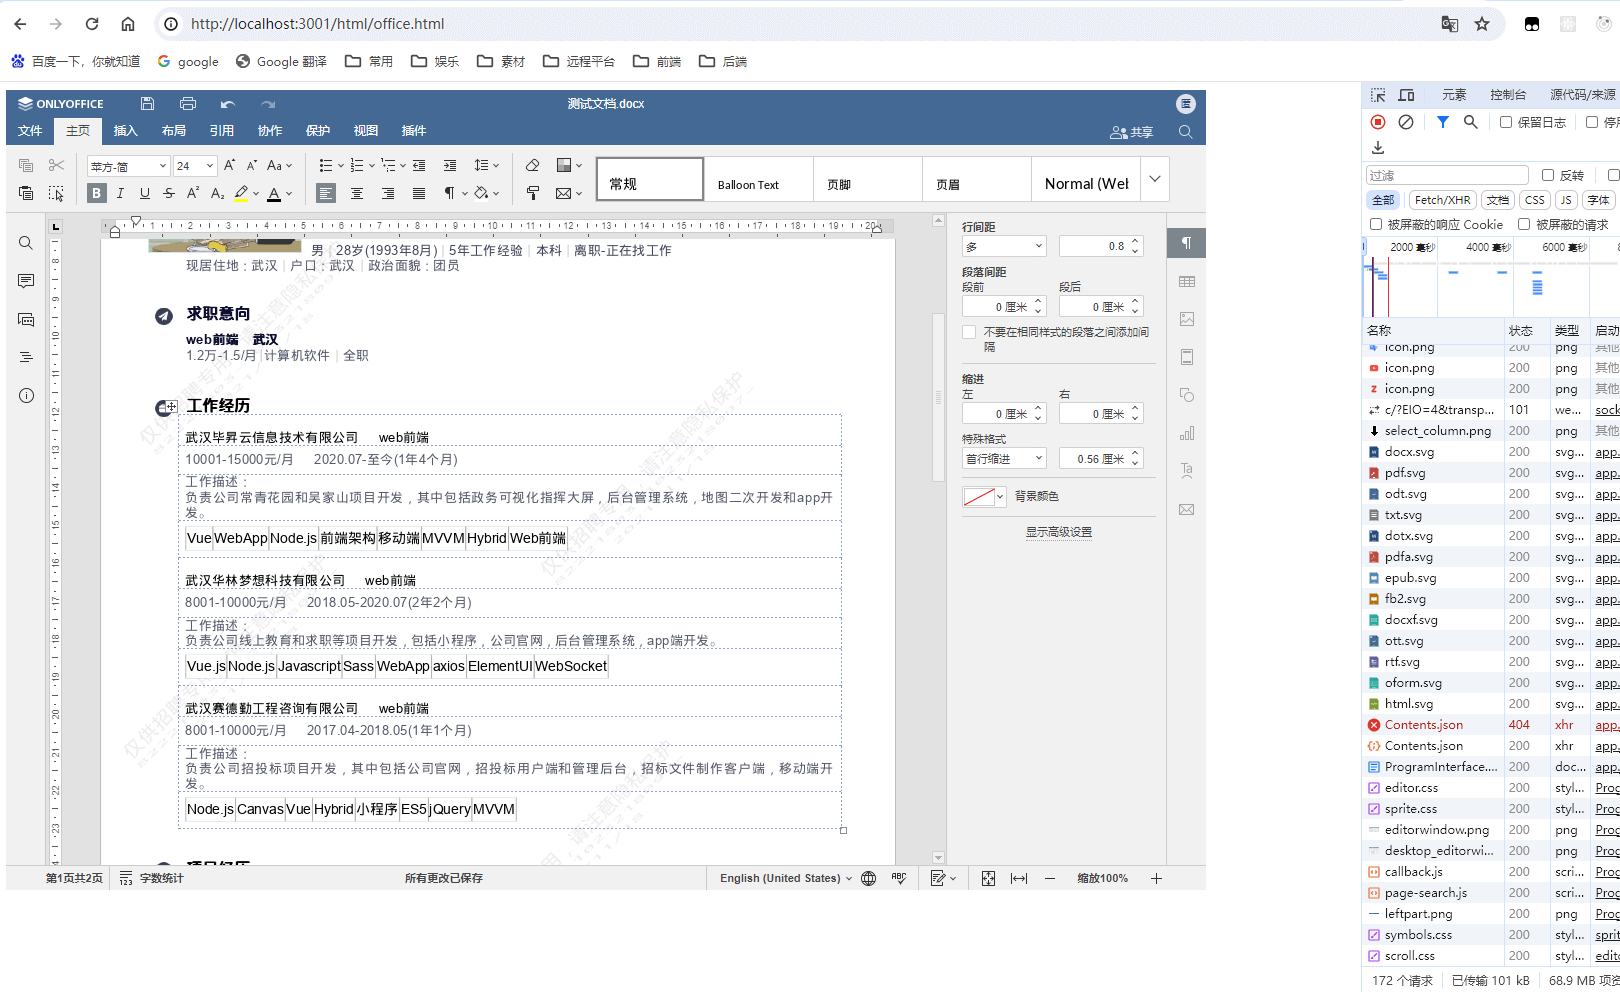 http://localhost:3001/html/office.html
百度一下，你就知道
google
Google 翻译
常用
娱乐
素材
远程平台
前端
后端
ONLYOFFICE
测试文档.docx
文件
主页
插入
布局
引用
协作
保护
视图
插件
共享
苹方-简
24
常规
Balloon Text
页脚
页眉
Normal (Wel
男｜28岁(1993年8月)｜5年工作经验｜本科｜离职-正在找工作
现居住地：武汉｜户口：武汉｜政治面貌：团员
求职意向
web前端 武汉
1.2万-1.5/月｜计算机软件｜全职
工作经历
武汉毕昇云信息技术有限公司 web前端
10001-15000元/月 2020.07-至今(1年4个月)
工作描述：
负责公司常青花园和吴家山项目开发，其中包括政务可视化指挥大屏，后台管理系统，地图二次开发和app开
发。
Vue WebApp Node.js 前端架构 移动端 MVVM Hybrid Web前端
武汉华林梦想科技有限公司 web前端
8001-10000元/月 2018.05-2020.07(2年2个月)
工作描述：
负责公司线上教育和求职等项目开发，包括小程序，公司官网，后台管理系统，app端开发。
Vue.js Node.js Javascript Sass WebApp axios ElementUI WebSocket
武汉赛德勤工程咨询有限公司 web前端
8001-10000元/月 2017.04-2018.05(1年1个月)
工作描述：
负责公司招投标项目开发，其中包括公司官网，招投标用户端和管理后台，招标文件制作客户端，移动端开
发。
Node.js Canvas Vue Hybrid 小程序 ES5 jQuery MVVM
项目经历
行间距
多
0.8
段落间距
段前
段后
0 厘米
0 厘米
不要在相同样式的段落之间添加间
隔
缩进
左
右
0 厘米
0 厘米
特殊格式
首行缩进
0.56 厘米
背景颜色
显示高级设置
第1页共2页
字数统计
所有更改已保存
English (United States)
缩放100%
元素
控制台
源代码/来源
保留日志
停用
过滤
反转
全部
Fetch/XHR
文档
CSS
JS
字体
被屏蔽的响应 Cookie
被屏蔽的请求
2000 毫秒
4000 毫秒
6000 毫秒
名称 状态 类型 启动
icon.png 200 png 其他
icon.png 200 png 其他
icon.png 200 png 其他
c/?EIO=4&transp... 101 we... sock
select_column.png 200 png 其他
docx.svg 200 svg... app.
pdf.svg 200 svg... app.
odt.svg 200 svg... app.
txt.svg 200 svg... app.
dotx.svg 200 svg... app.
pdfa.svg 200 svg... app.
epub.svg 200 svg... app.
fb2.svg 200 svg... app.
docxf.svg 200 svg... app.
ott.svg 200 svg... app.
rtf.svg 200 svg... app.
oform.svg 200 svg... app.
html.svg 200 svg... app.
Contents.json 404 xhr app.
Contents.json 200 xhr app.
ProgramInterface.... 200 doc... app.
editor.css 200 styl... Prog
sprite.css 200 styl... Prog
editorwindow.png 200 png Prog
desktop_editorwi... 200 png Prog
callback.js 200 scri... Prog
page-search.js 200 scri... Prog
leftpart.png 200 png Prog
symbols.css 200 styl... sprit
scroll.css 200 styl... edito
172 个请求
已传输 101 kB
68.9 MB 项资